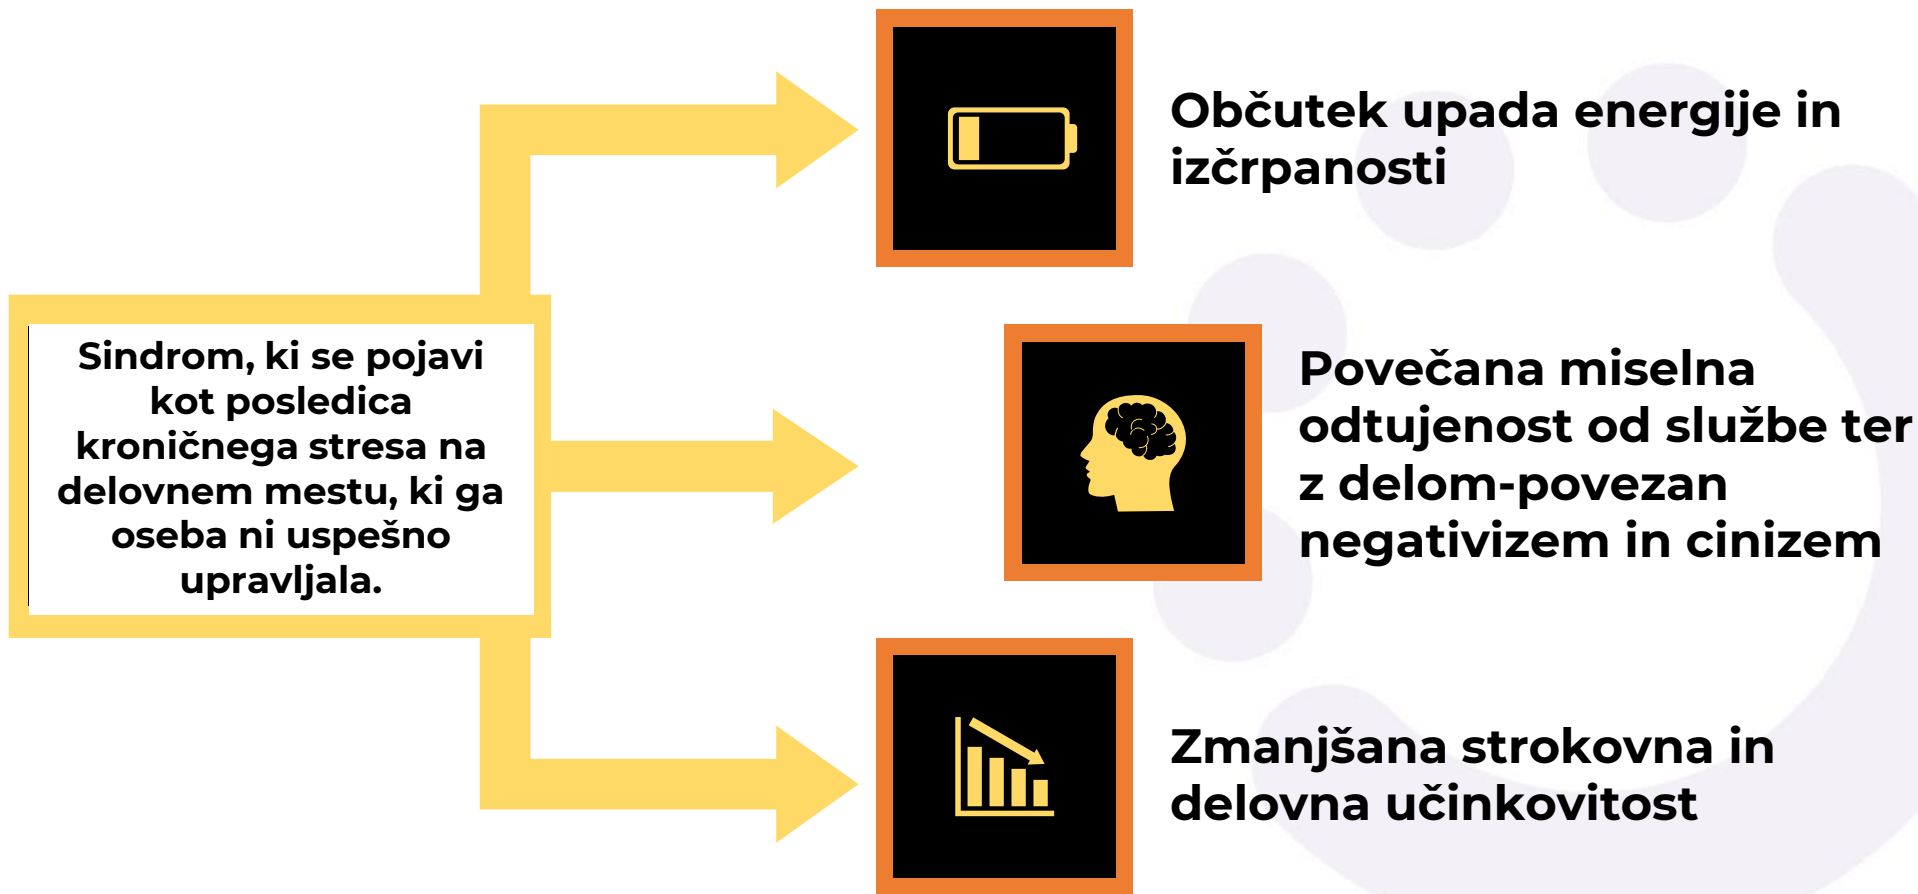 Sindrom, ki se pojavi
kot posledica
kroničnega stresa na
delovnem mestu, ki ga
oseba ni uspešno
upravljala.
Občutek upada energije in
izčrpanosti
Povečana miselna
odtujenost od službe ter
z delom-povezan
negativizem in cinizem
Zmanjšana strokovna in
delovna učinkovitost